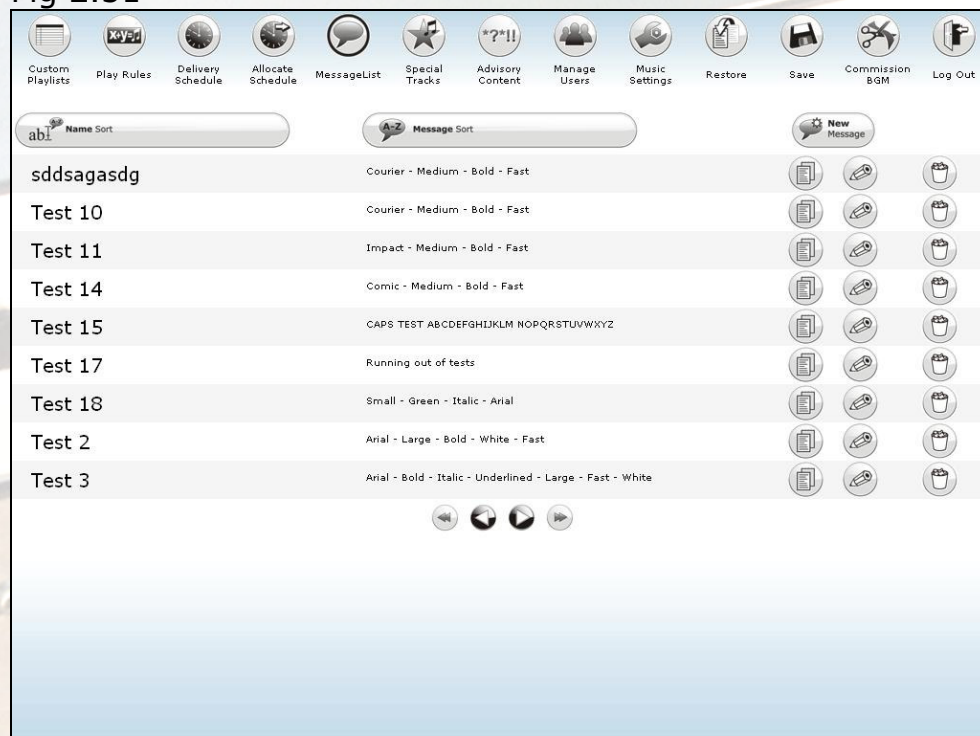 Fig 2.31
Custom Playlists
X+Y=♫
Play Rules
Delivery Schedule
Allocate Schedule
MessageList
Special Tracks
*?*!!
Advisory Content
Manage Users
Music Settings
Restore
Save
Commission BGM
Log Out
abI A-Z Name Sort
A-Z Message Sort
New Message
sddsagasdg Courier - Medium - Bold - Fast
Test 10 Courier - Medium - Bold - Fast
Test 11 Impact - Medium - Bold - Fast
Test 14 Comic - Medium - Bold - Fast
Test 15 CAPS TEST ABCDEFGHIJKLM NOPQRSTUVWXYZ
Test 17 Running out of tests
Test 18 Small - Green - Italic - Arial
Test 2 Arial - Large - Bold - White - Fast
Test 3 Arial - Bold - Italic - Underlined - Large - Fast - White